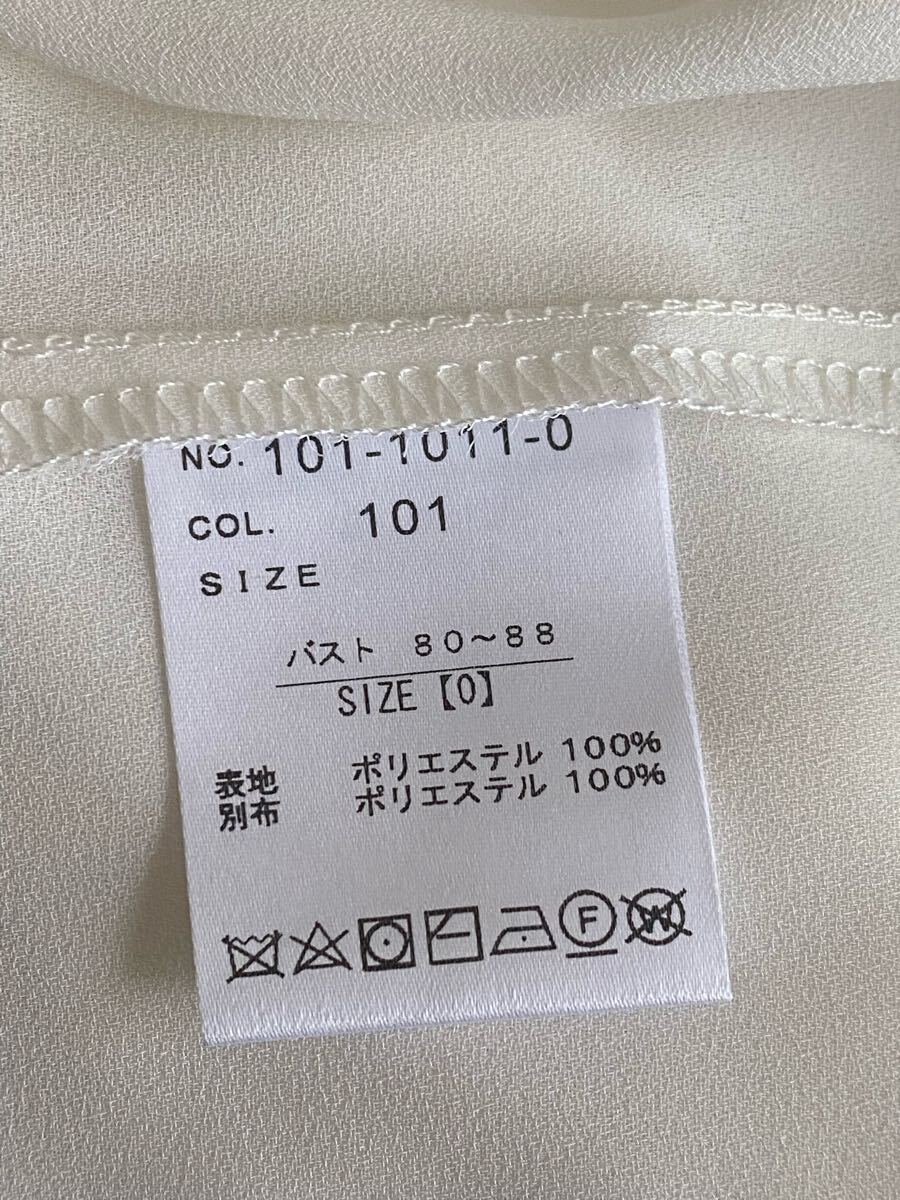 NO. 101-1011-0
COL. 101
SIZE
バスト 80~88
SIZE【0】
表地 ポリエステル 100%
別布 ポリエステル 100%
F W